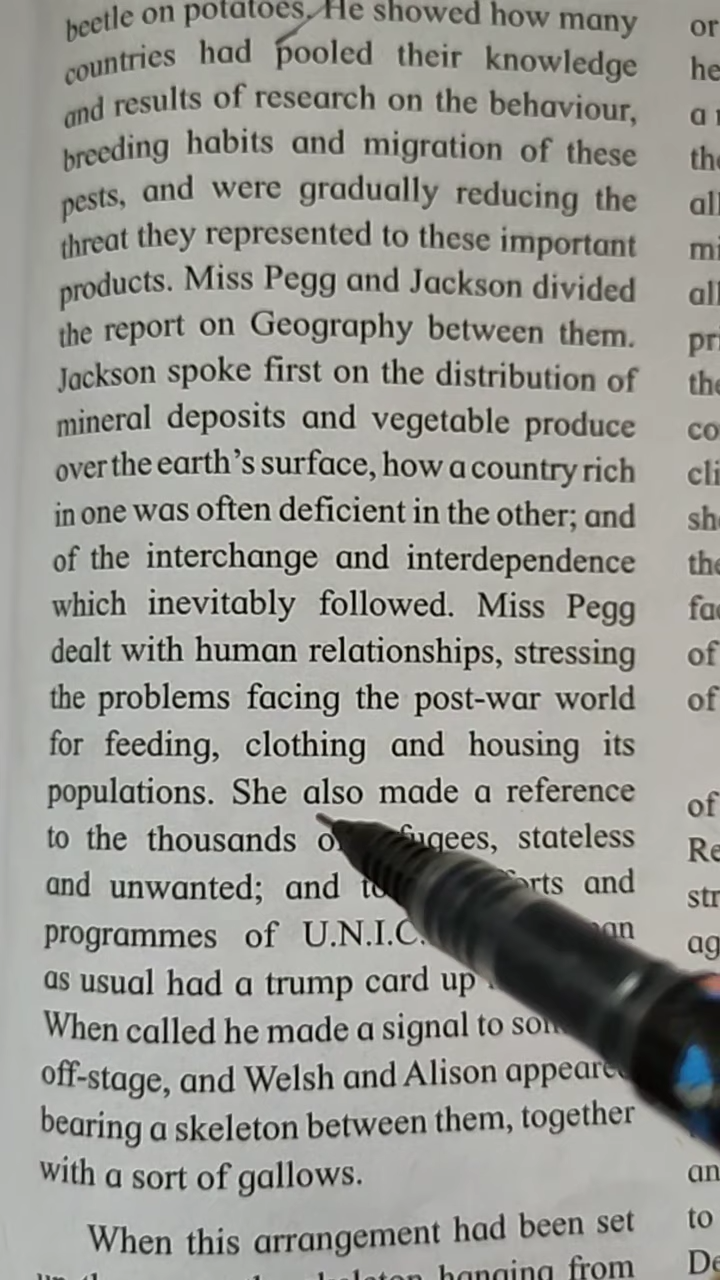 beetle on potatoes. He showed how many
countries had pooled their knowledge
and results of research on the behaviour,
breeding habits and migration of these
pests, and were gradually reducing the
threat they represented to these important
products. Miss Pegg and Jackson divided
the report on Geography between them.
Jackson spoke first on the distribution of
mineral deposits and vegetable produce
over the earth's surface, how a country rich
in one was often deficient in the other; and
of the interchange and interdependence
which inevitably followed. Miss Pegg
dealt with human relationships, stressing
the problems facing the post-war world
for feeding, clothing and housing its
populations. She also made a reference
to the thousands stateless
and unwanted; and and
programmes of
as usual had a trump card up
When called he made a signal to
off-stage, and Welsh and Alison
bearing a skeleton between them, together
with a sort of gallows.
When this arrangement had been set
hanging from
or
he
a
of
of
of
an
to